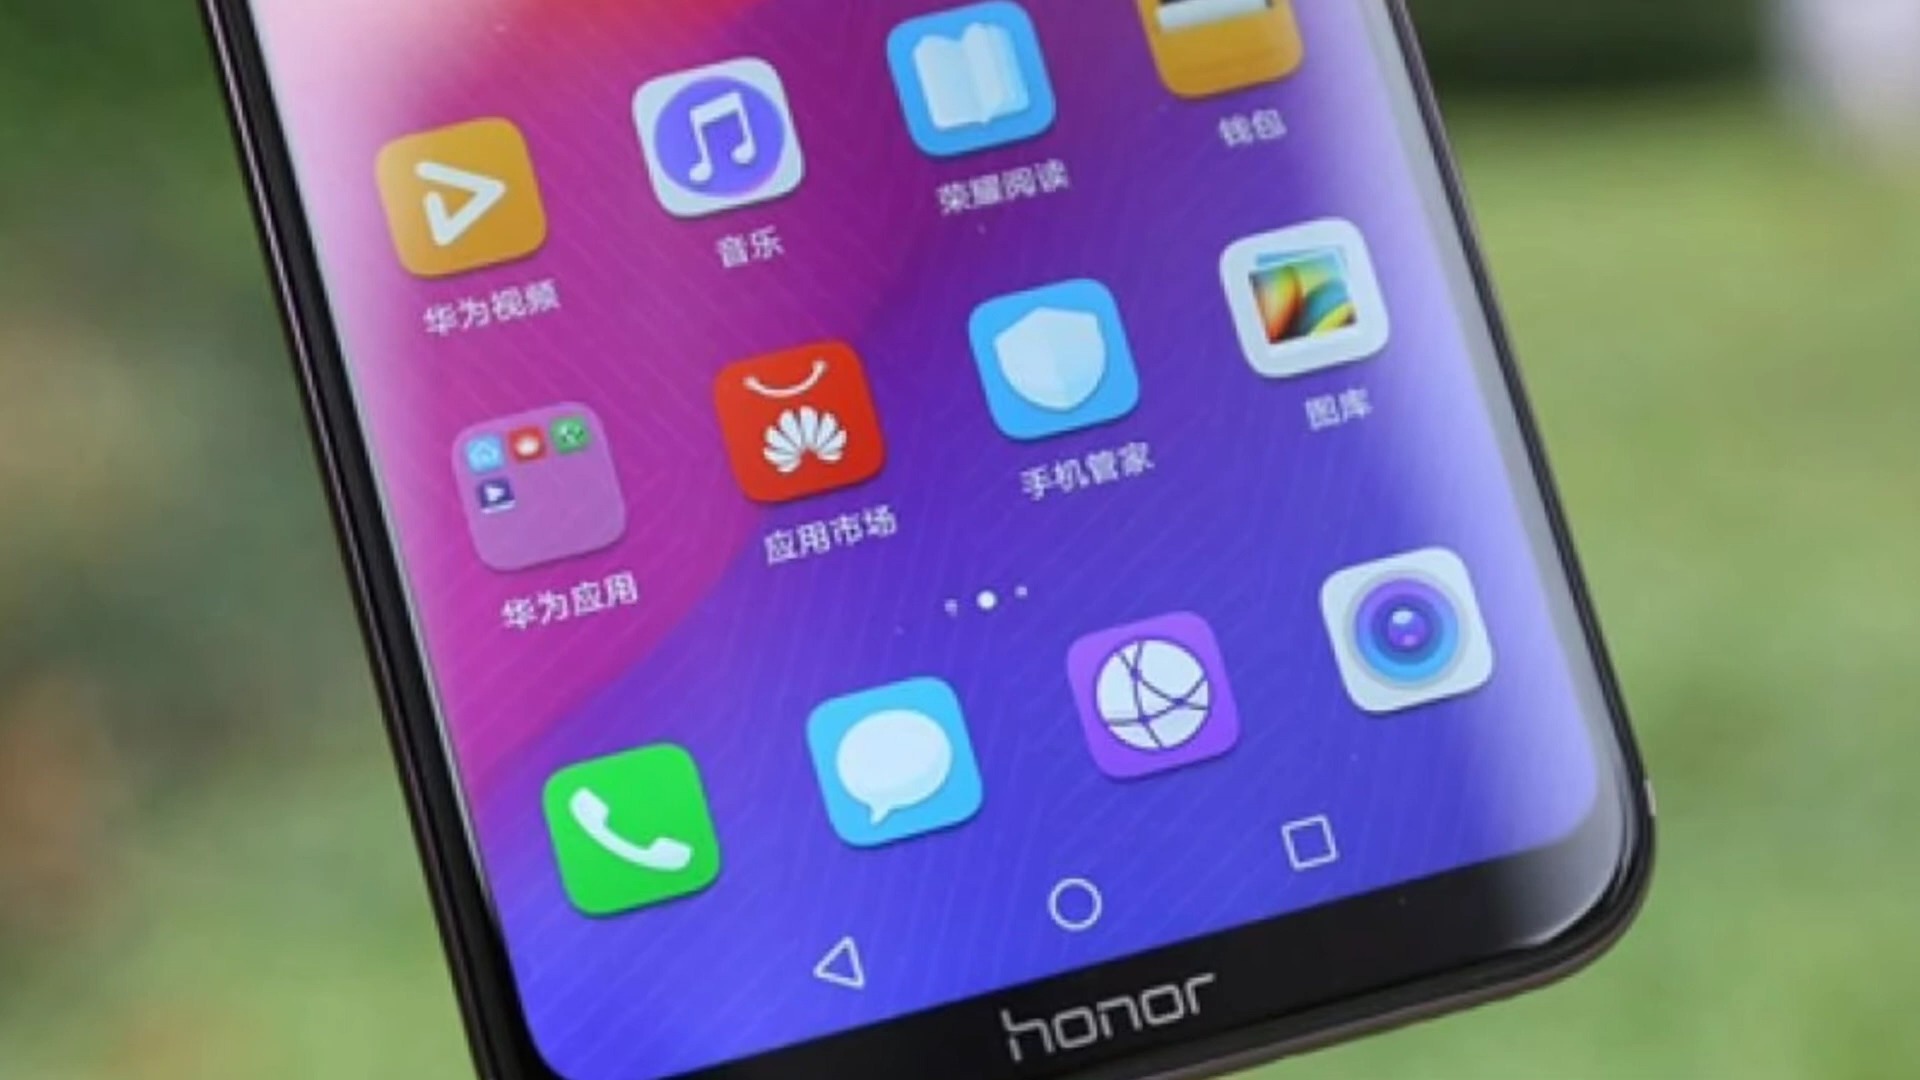 华为视频
音乐
荣耀阅读
钱包
华为应用
应用市场
手机管家
图库
honor